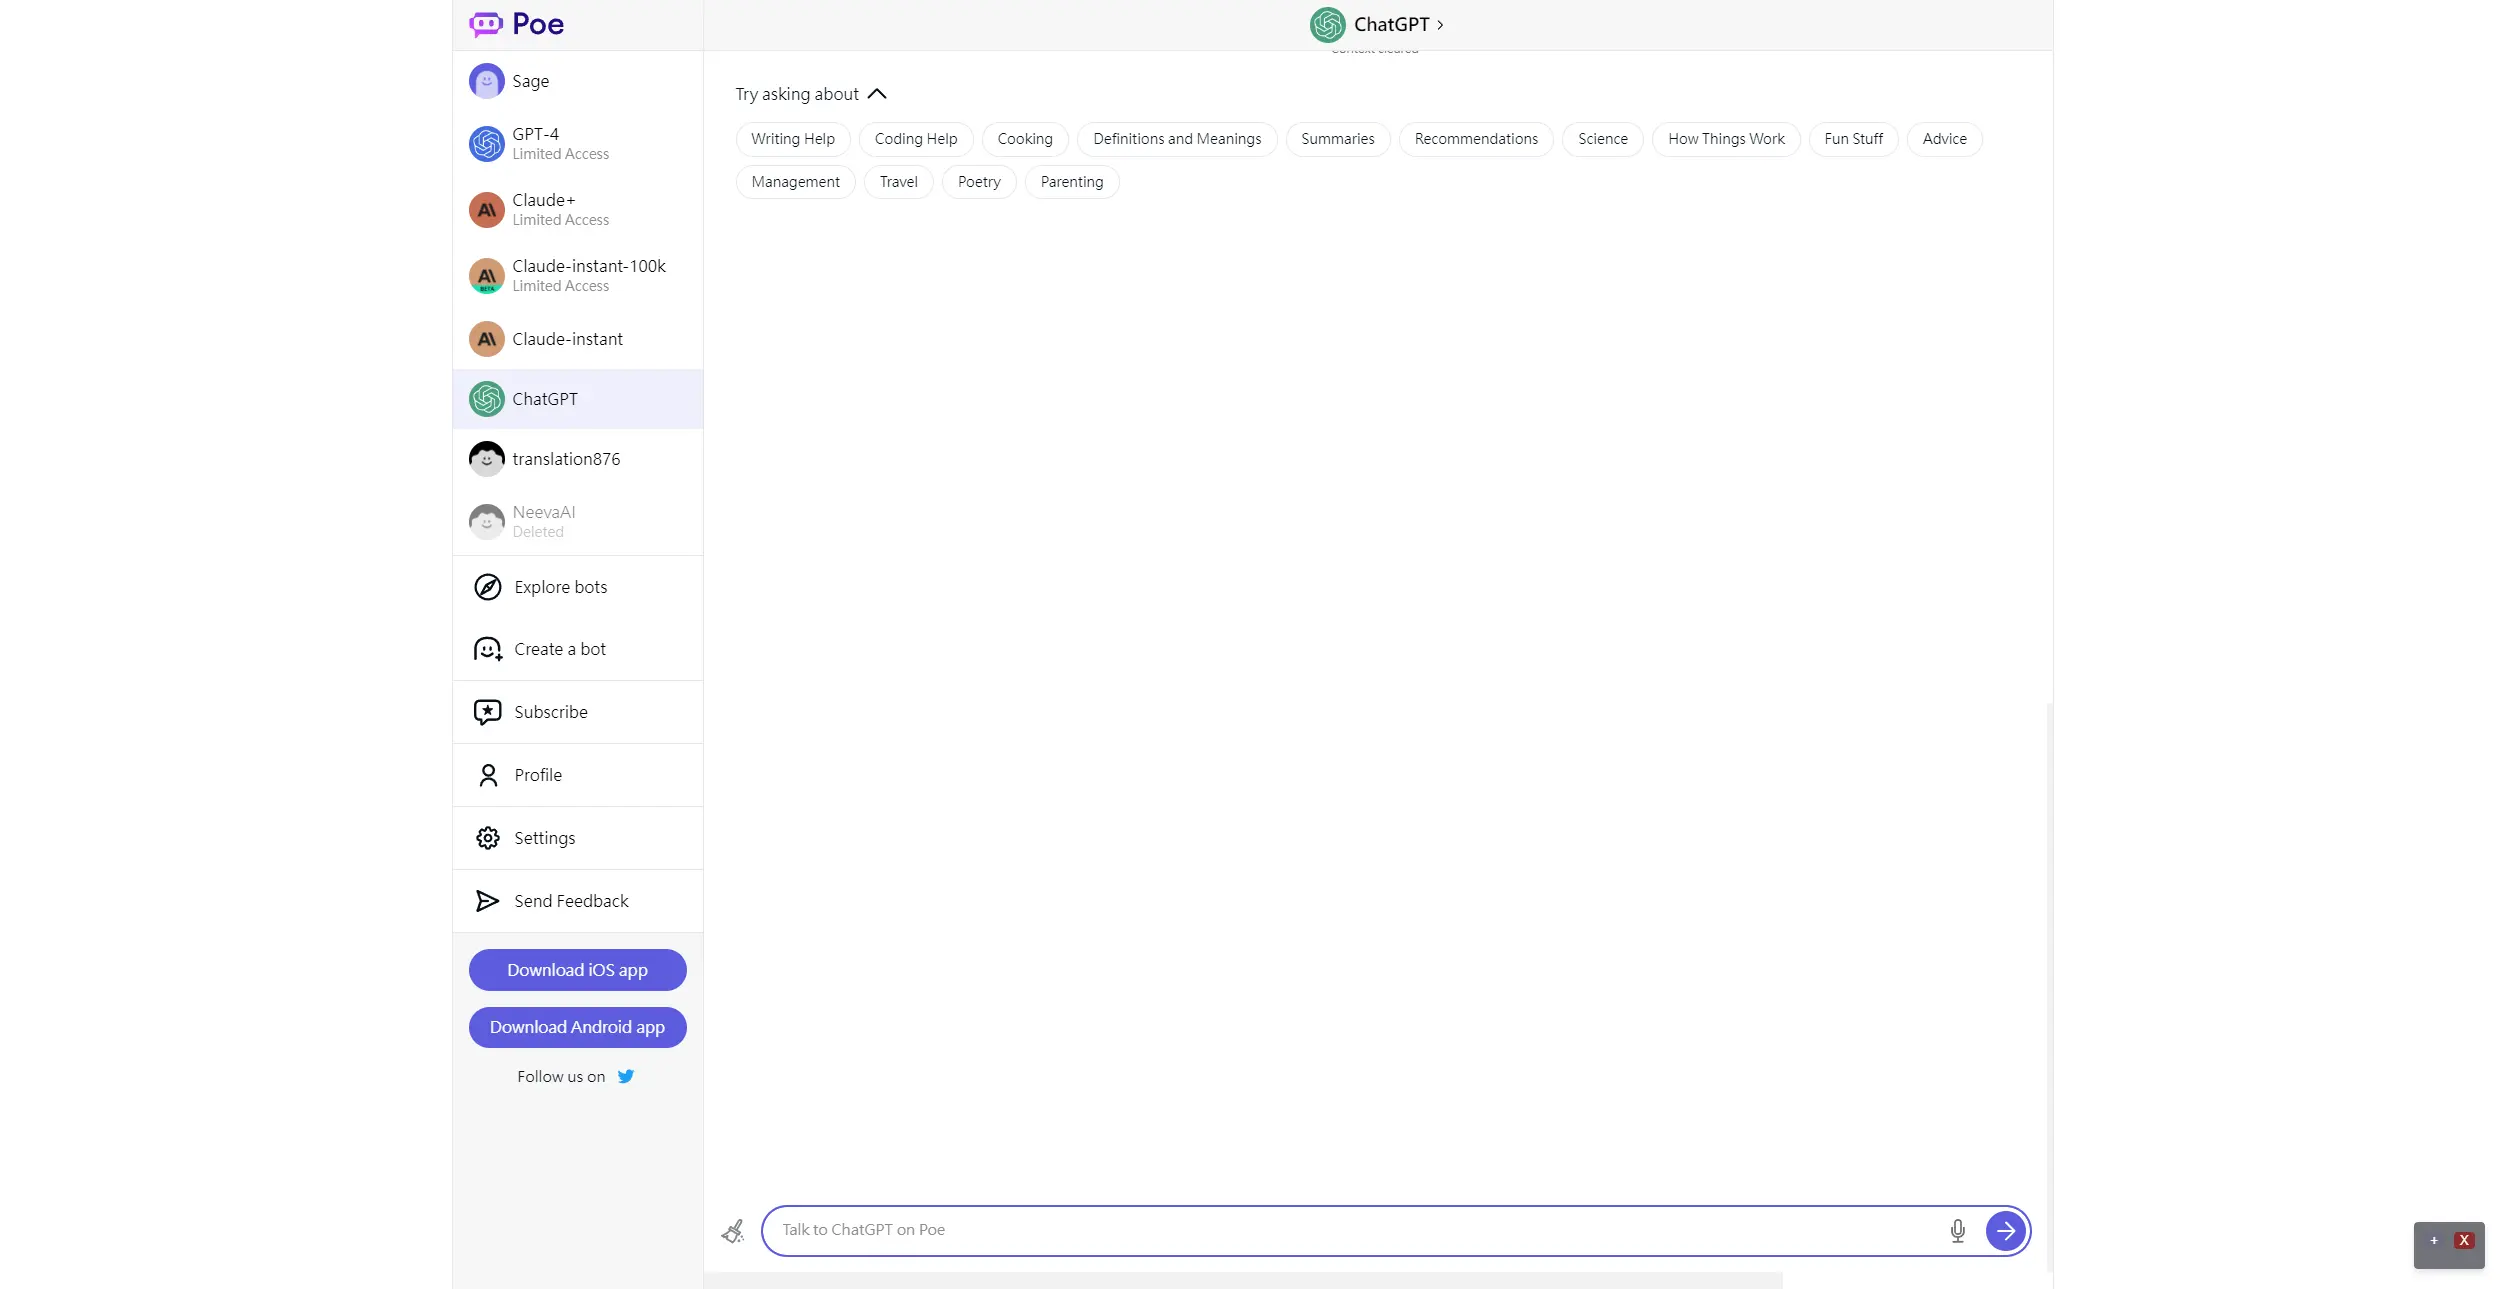 Poe
ChatGPT
Context cleared
Sage
GPT-4
Limited Access
Claude+
Limited Access
Claude-instant-100k
Limited Access
BETA
Claude-instant
ChatGPT
translation876
NeevaAI
Deleted
Explore bots
Create a bot
Subscribe
Profile
Settings
Send Feedback
Download iOS app
Download Android app
Follow us on
Try asking about
Writing Help Coding Help Cooking Definitions and Meanings Summaries Recommendations Science How Things Work Fun Stuff Advice
Management Travel Poetry Parenting
Talk to ChatGPT on Poe
+ X